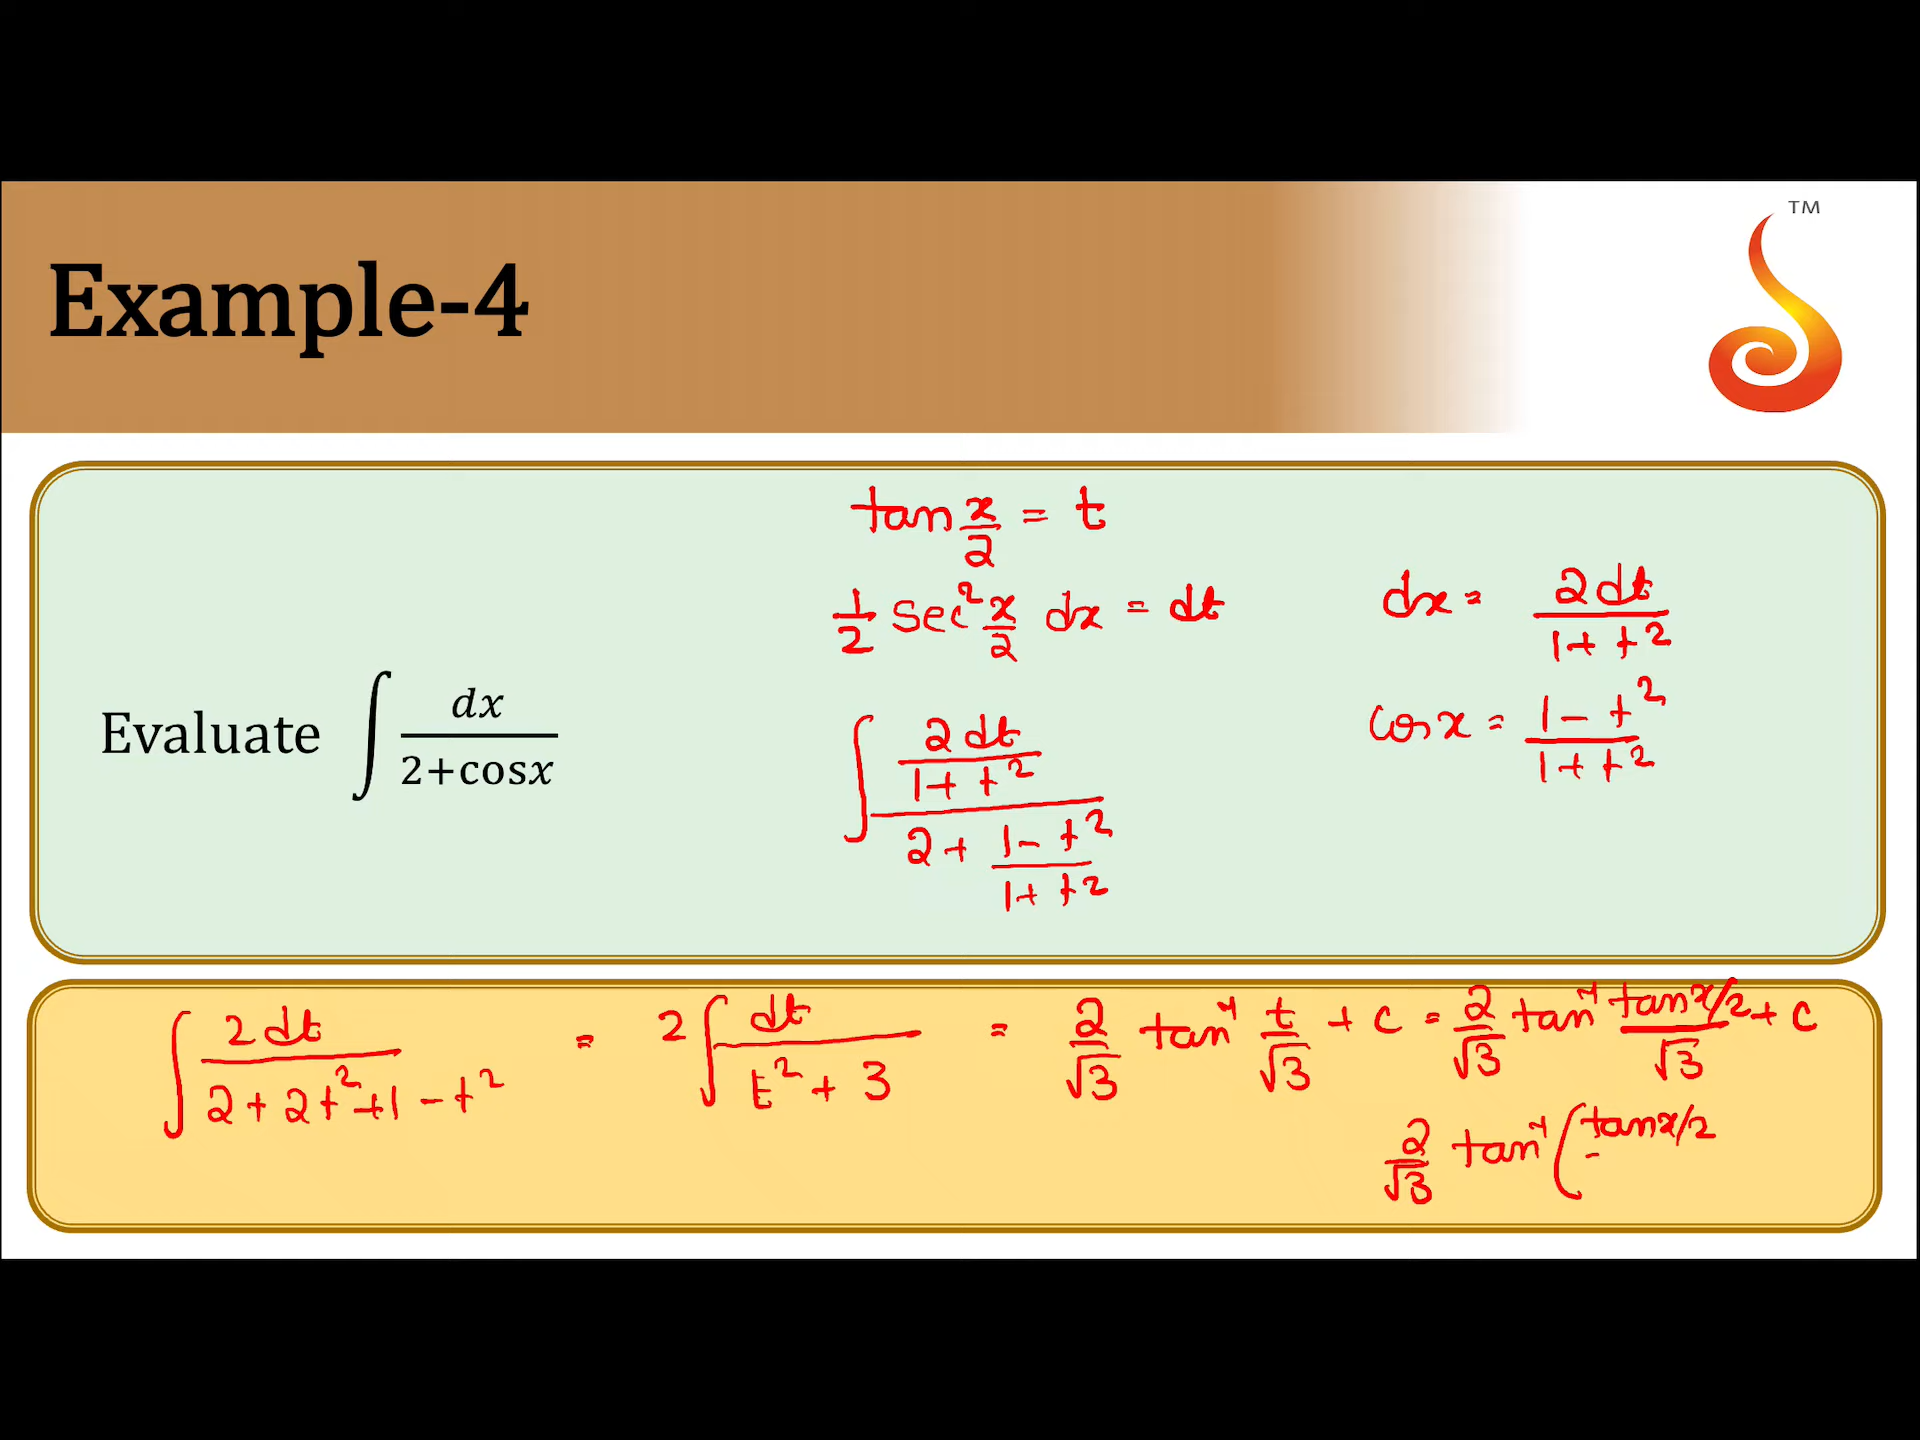 TM
Example-4
tan x/2 = t
1/2 sec² x/2 dx = dt
dx = 2dt/(1+t²)
Evaluate ∫ dx/(2+cosx)
cosx = (1-t²)/(1+t²)
∫ (2dt/(1+t²))/(2+(1-t²)/(1+t²))
∫ 2dt/(2+2t²+1-t²) = 2∫ dt/(t²+3) = 2/√3 tan⁻¹ t/√3 + c = 2/√3 tan⁻¹ (tanx/2)/√3 + c
2/√3 tan⁻¹ (tanx/2